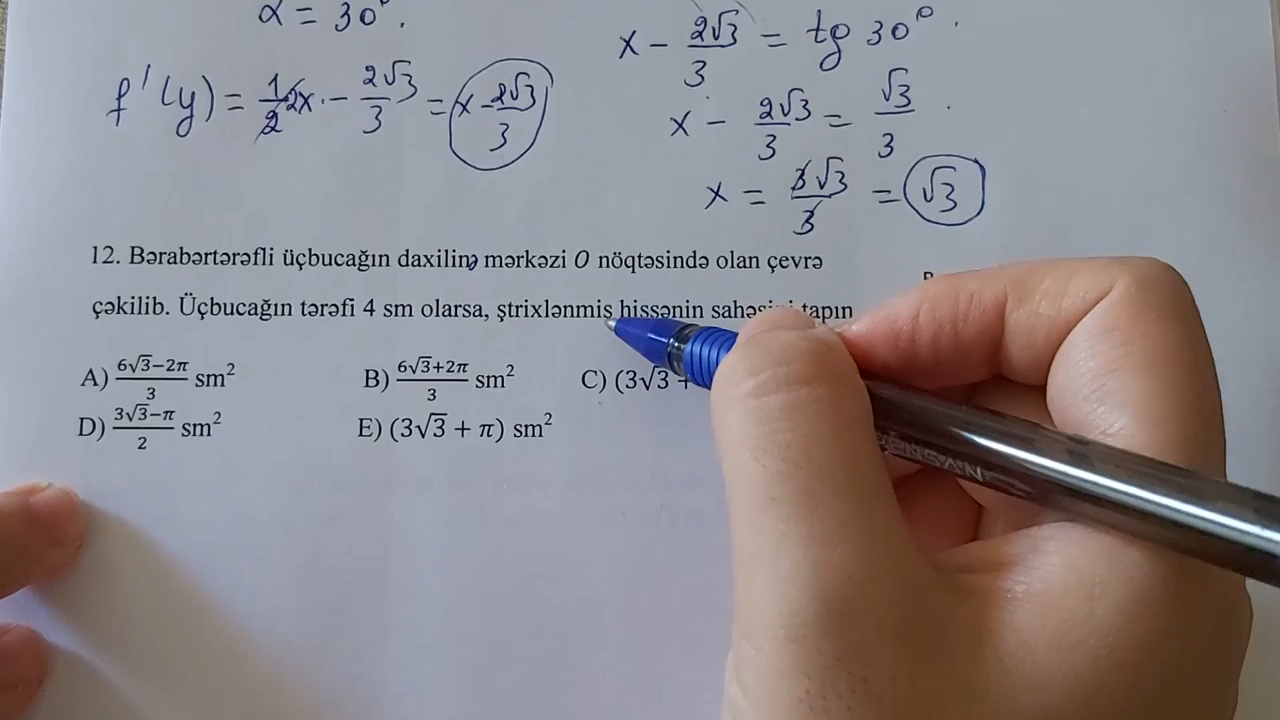 α = 30°.
x - 2√3/3 = tg 30°.
f'(y) = 1/2 2x · - 2√3/3 = x - 2√3/3
x - 2√3/3 = √3/3.
x = 3√3/3 = √3
12. Bərabərtərəfli üçbucağın daxilinə mərkəzi O nöqtəsində olan çevrə
çəkilib. Üçbucağın tərəfi 4 sm olarsa, ştrixlənmiş hissənin sahəsini tapın
A) (6√3−2π)/3 sm² B) (6√3+2π)/3 sm² C) (3√3 +
D) (3√3−π)/2 sm² E) (3√3 + π) sm²
PENSAN